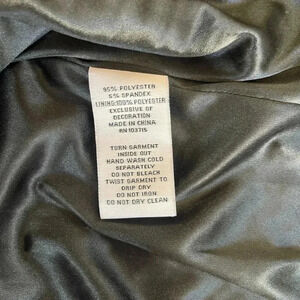 95% POLYESTER
5% SPANDEX
LINING:100% POLYESTER
EXCLUSIVE OF
DECORATION
MADE IN CHINA
RN 103715
TURN GARMENT
INSIDE OUT
HAND WASH COLD
SEPARATELY
DO NOT BLEACH
TWIST GARMENT TO
DRIP DRY
DO NOT IRON
DO NOT DRY CLEAN